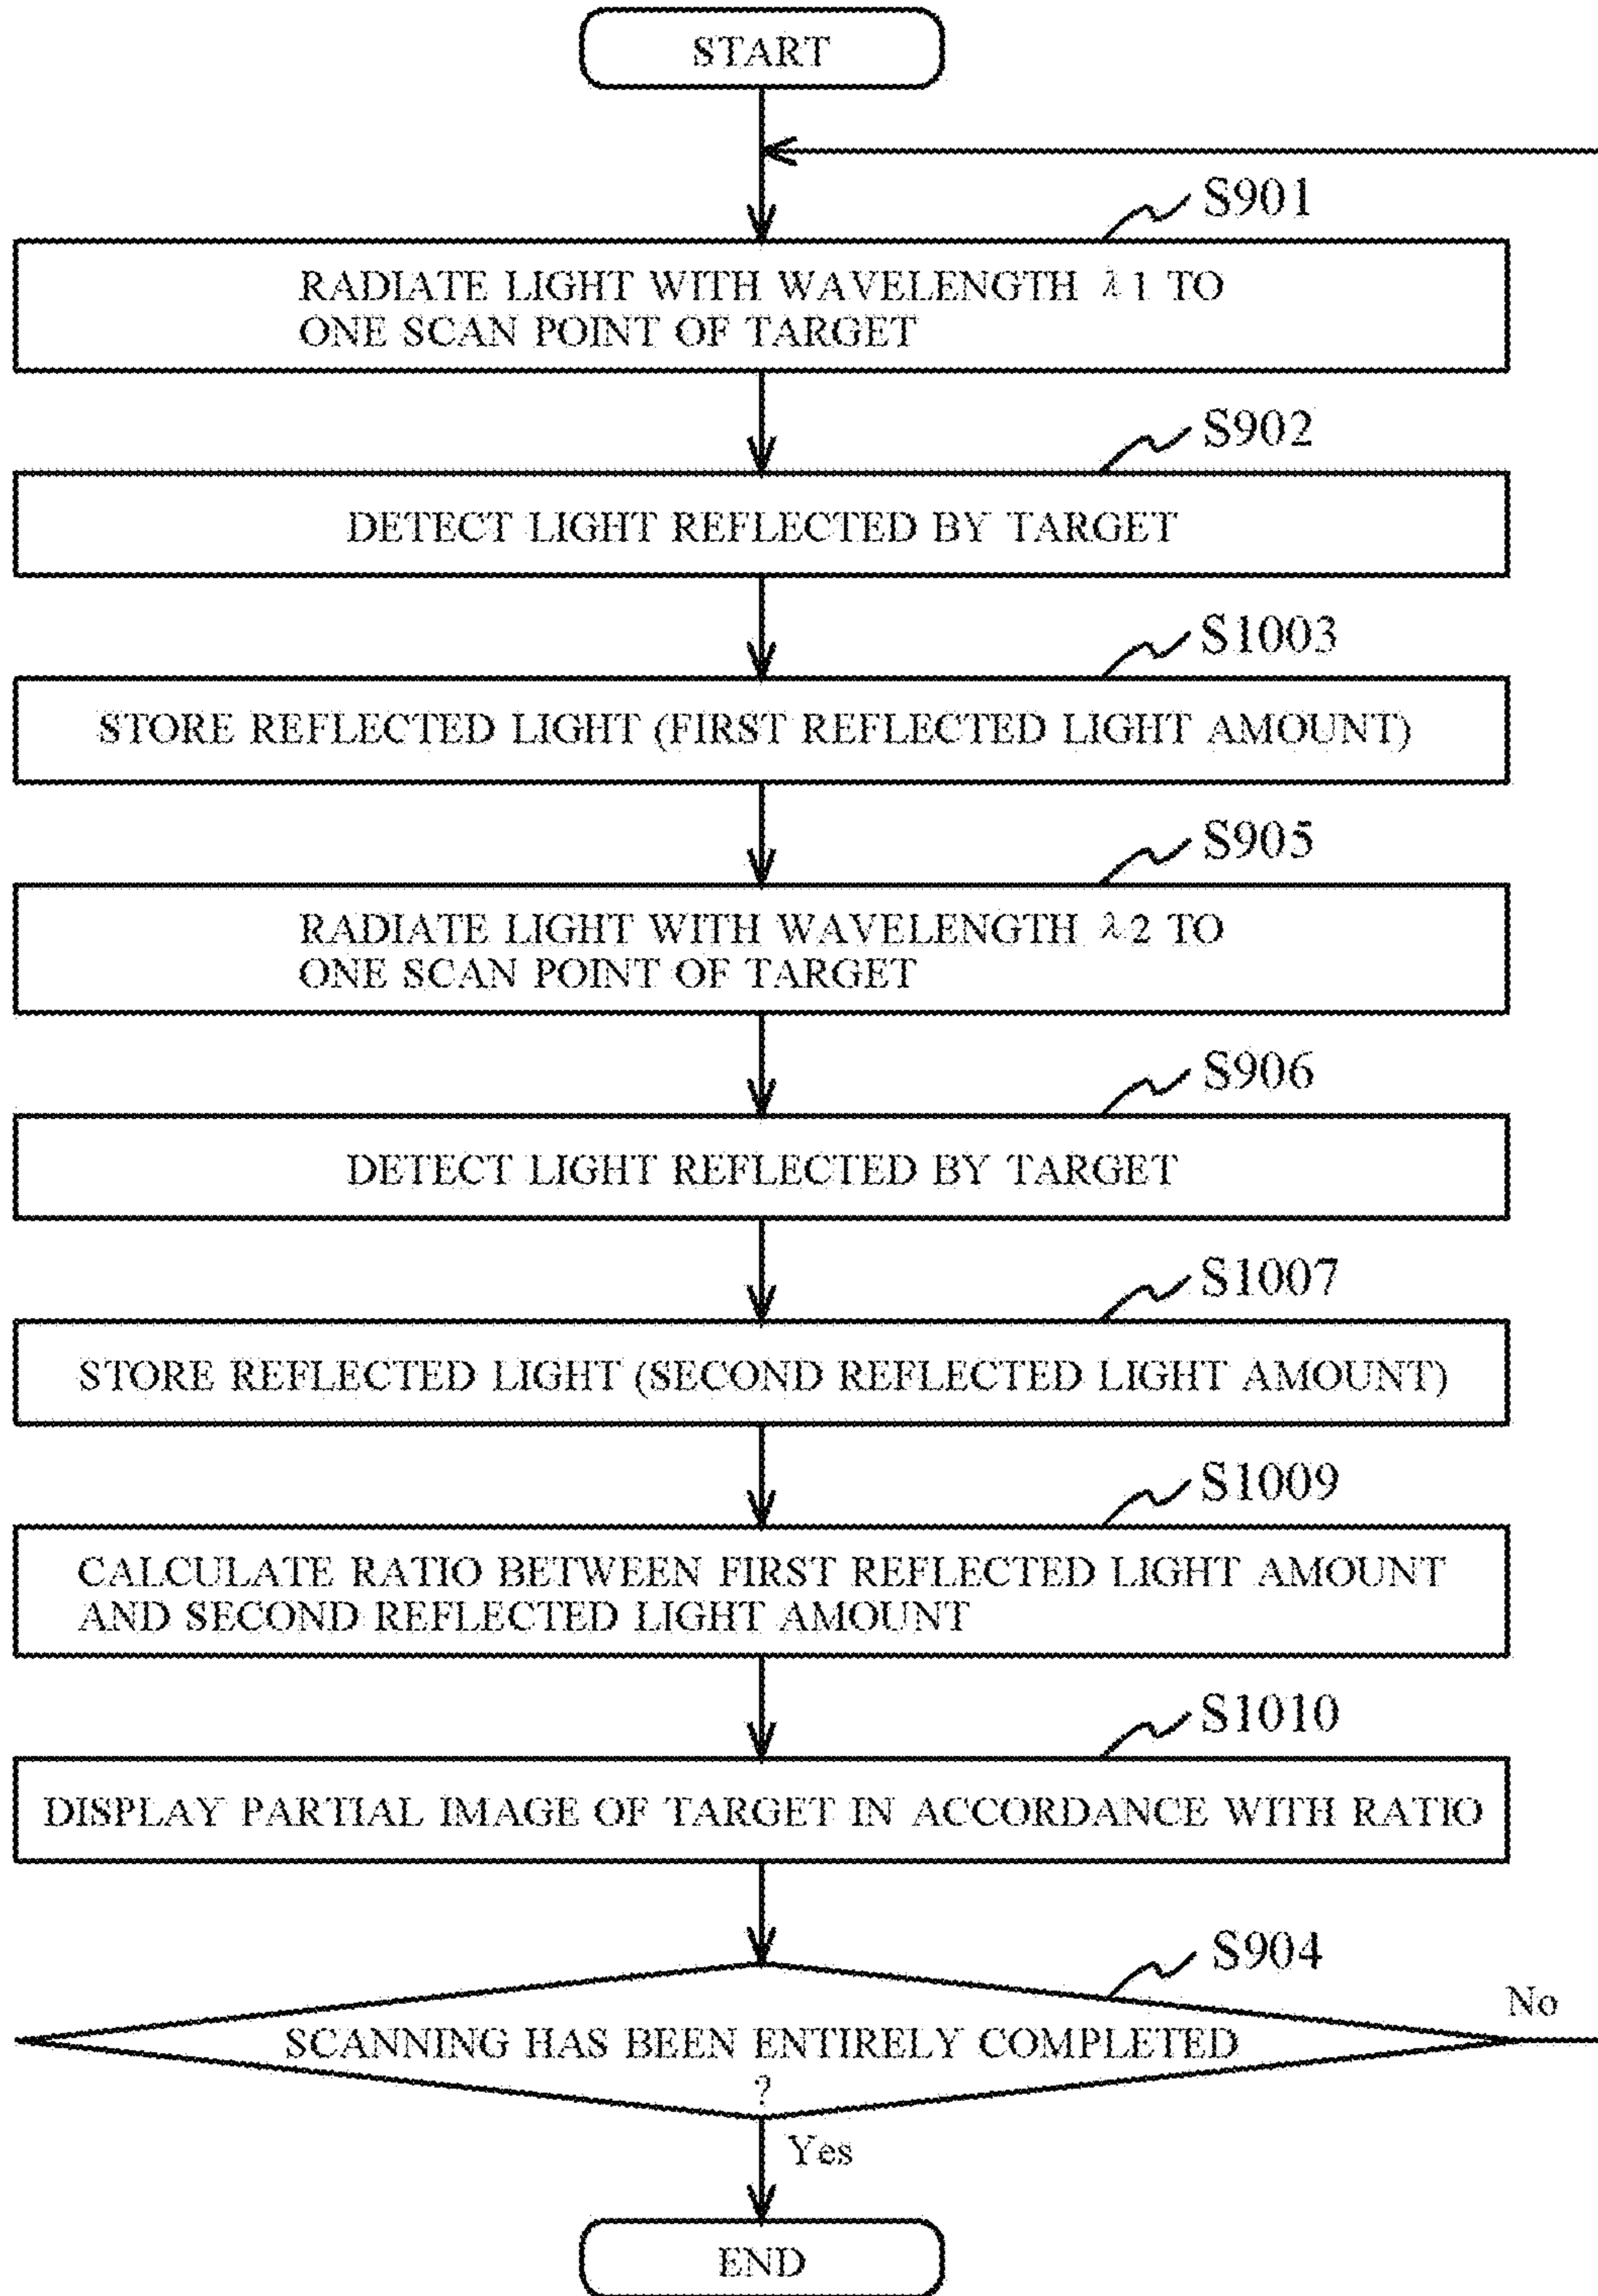 START
S901
RADIATE LIGHT WITH WAVELENGTH λ1 TO
ONE SCAN POINT OF TARGET
S902
DETECT LIGHT REFLECTED BY TARGET
S1003
STORE REFLECTED LIGHT (FIRST REFLECTED LIGHT AMOUNT)
S905
RADIATE LIGHT WITH WAVELENGTH λ2 TO
ONE SCAN POINT OF TARGET
S906
DETECT LIGHT REFLECTED BY TARGET
S1007
STORE REFLECTED LIGHT (SECOND REFLECTED LIGHT AMOUNT)
S1009
CALCULATE RATIO BETWEEN FIRST REFLECTED LIGHT AMOUNT
AND SECOND REFLECTED LIGHT AMOUNT
S1010
DISPLAY PARTIAL IMAGE OF TARGET IN ACCORDANCE WITH RATIO
S904
No
SCANNING HAS BEEN ENTIRELY COMPLETED
?
Yes
END